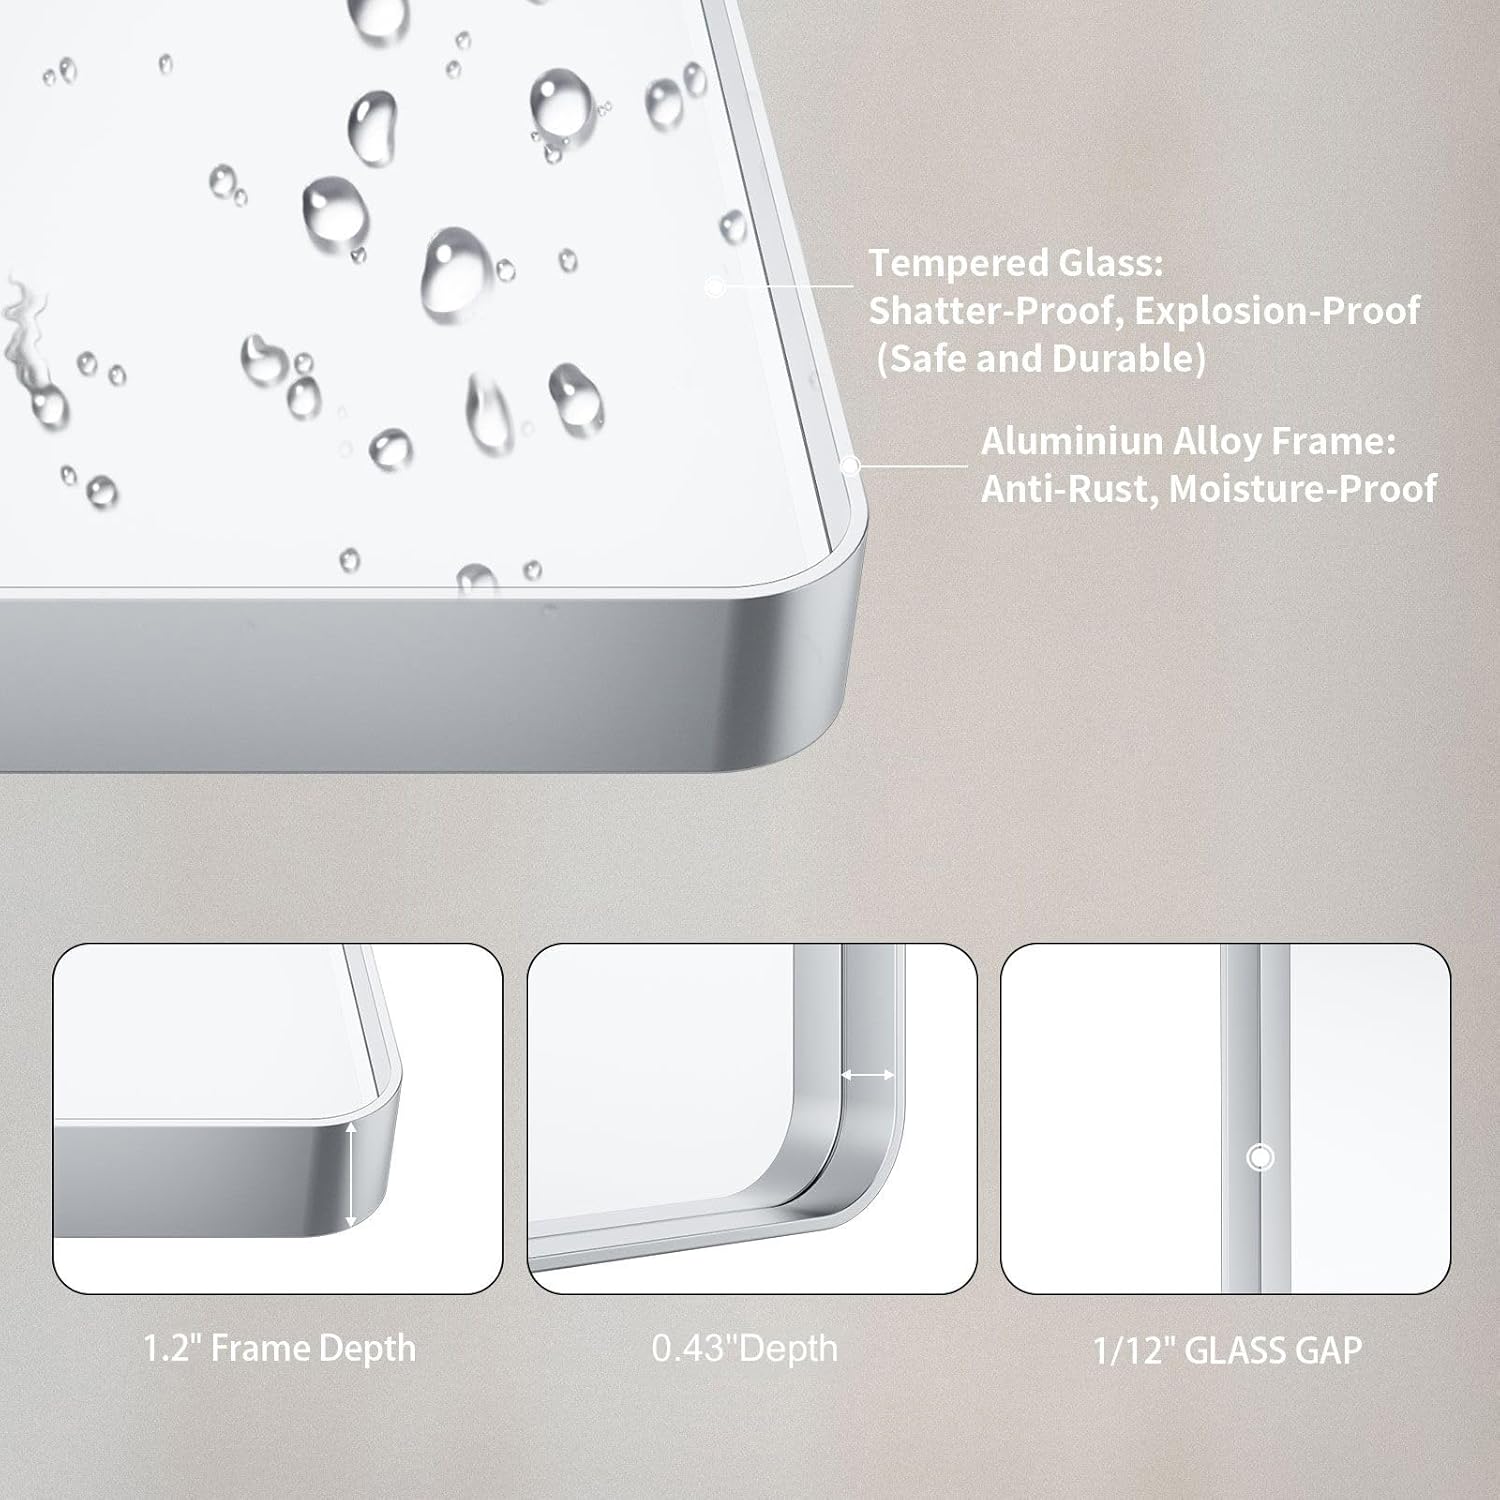 Tempered Glass:
Shatter-Proof, Explosion-Proof
(Safe and Durable)
Aluminiun Alloy Frame:
Anti-Rust, Moisture-Proof
1.2" Frame Depth
0.43"Depth
1/12" GLASS GAP